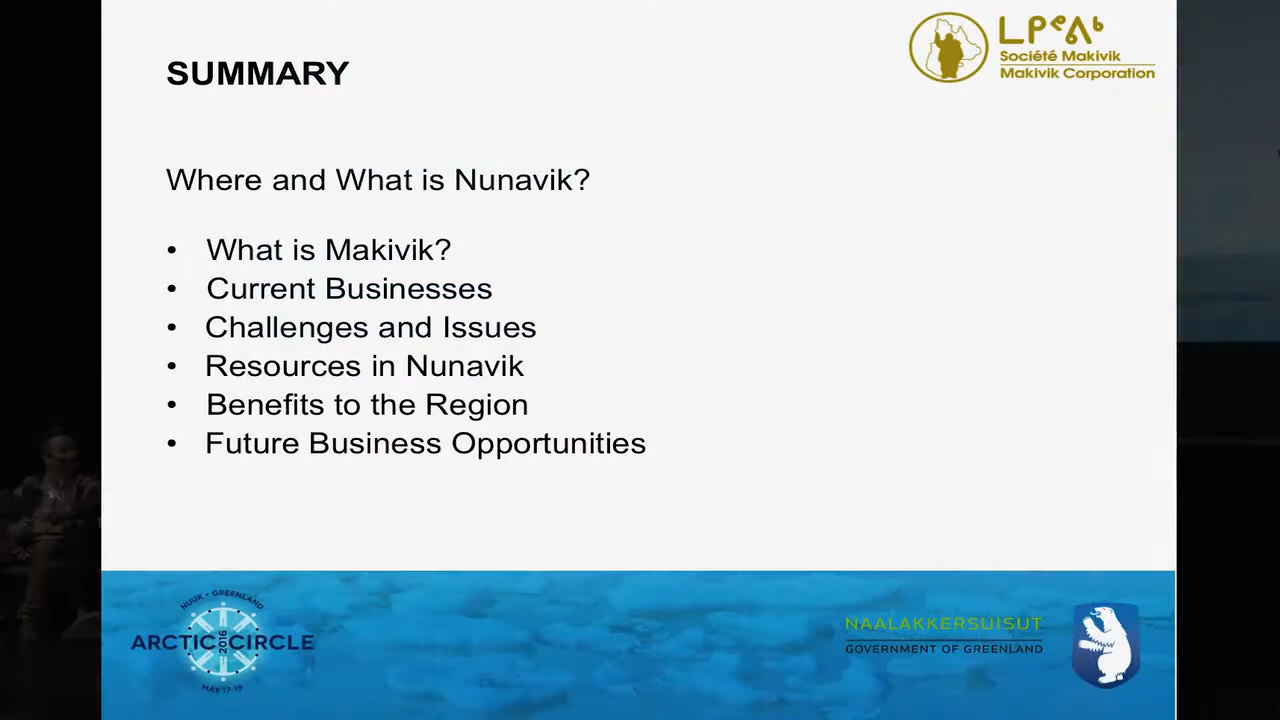 SUMMARY
ᒪᑭᕝᕕᒃ
Société Makivik
Makivik Corporation
Where and What is Nunavik?
• What is Makivik?
• Current Businesses
• Challenges and Issues
• Resources in Nunavik
• Benefits to the Region
• Future Business Opportunities
NUUK • GREENLAND
ARCTIC CIRCLE
2016
MAY 17-19
NAALAKKERSUISUT
GOVERNMENT OF GREENLAND